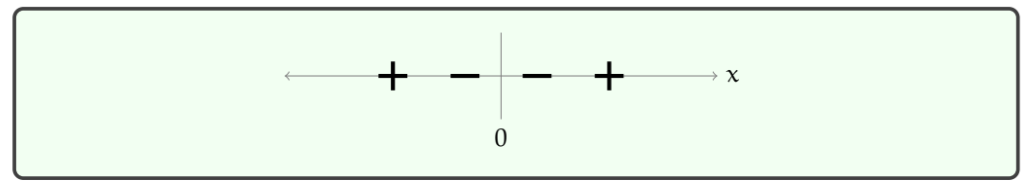 + − − + x
0